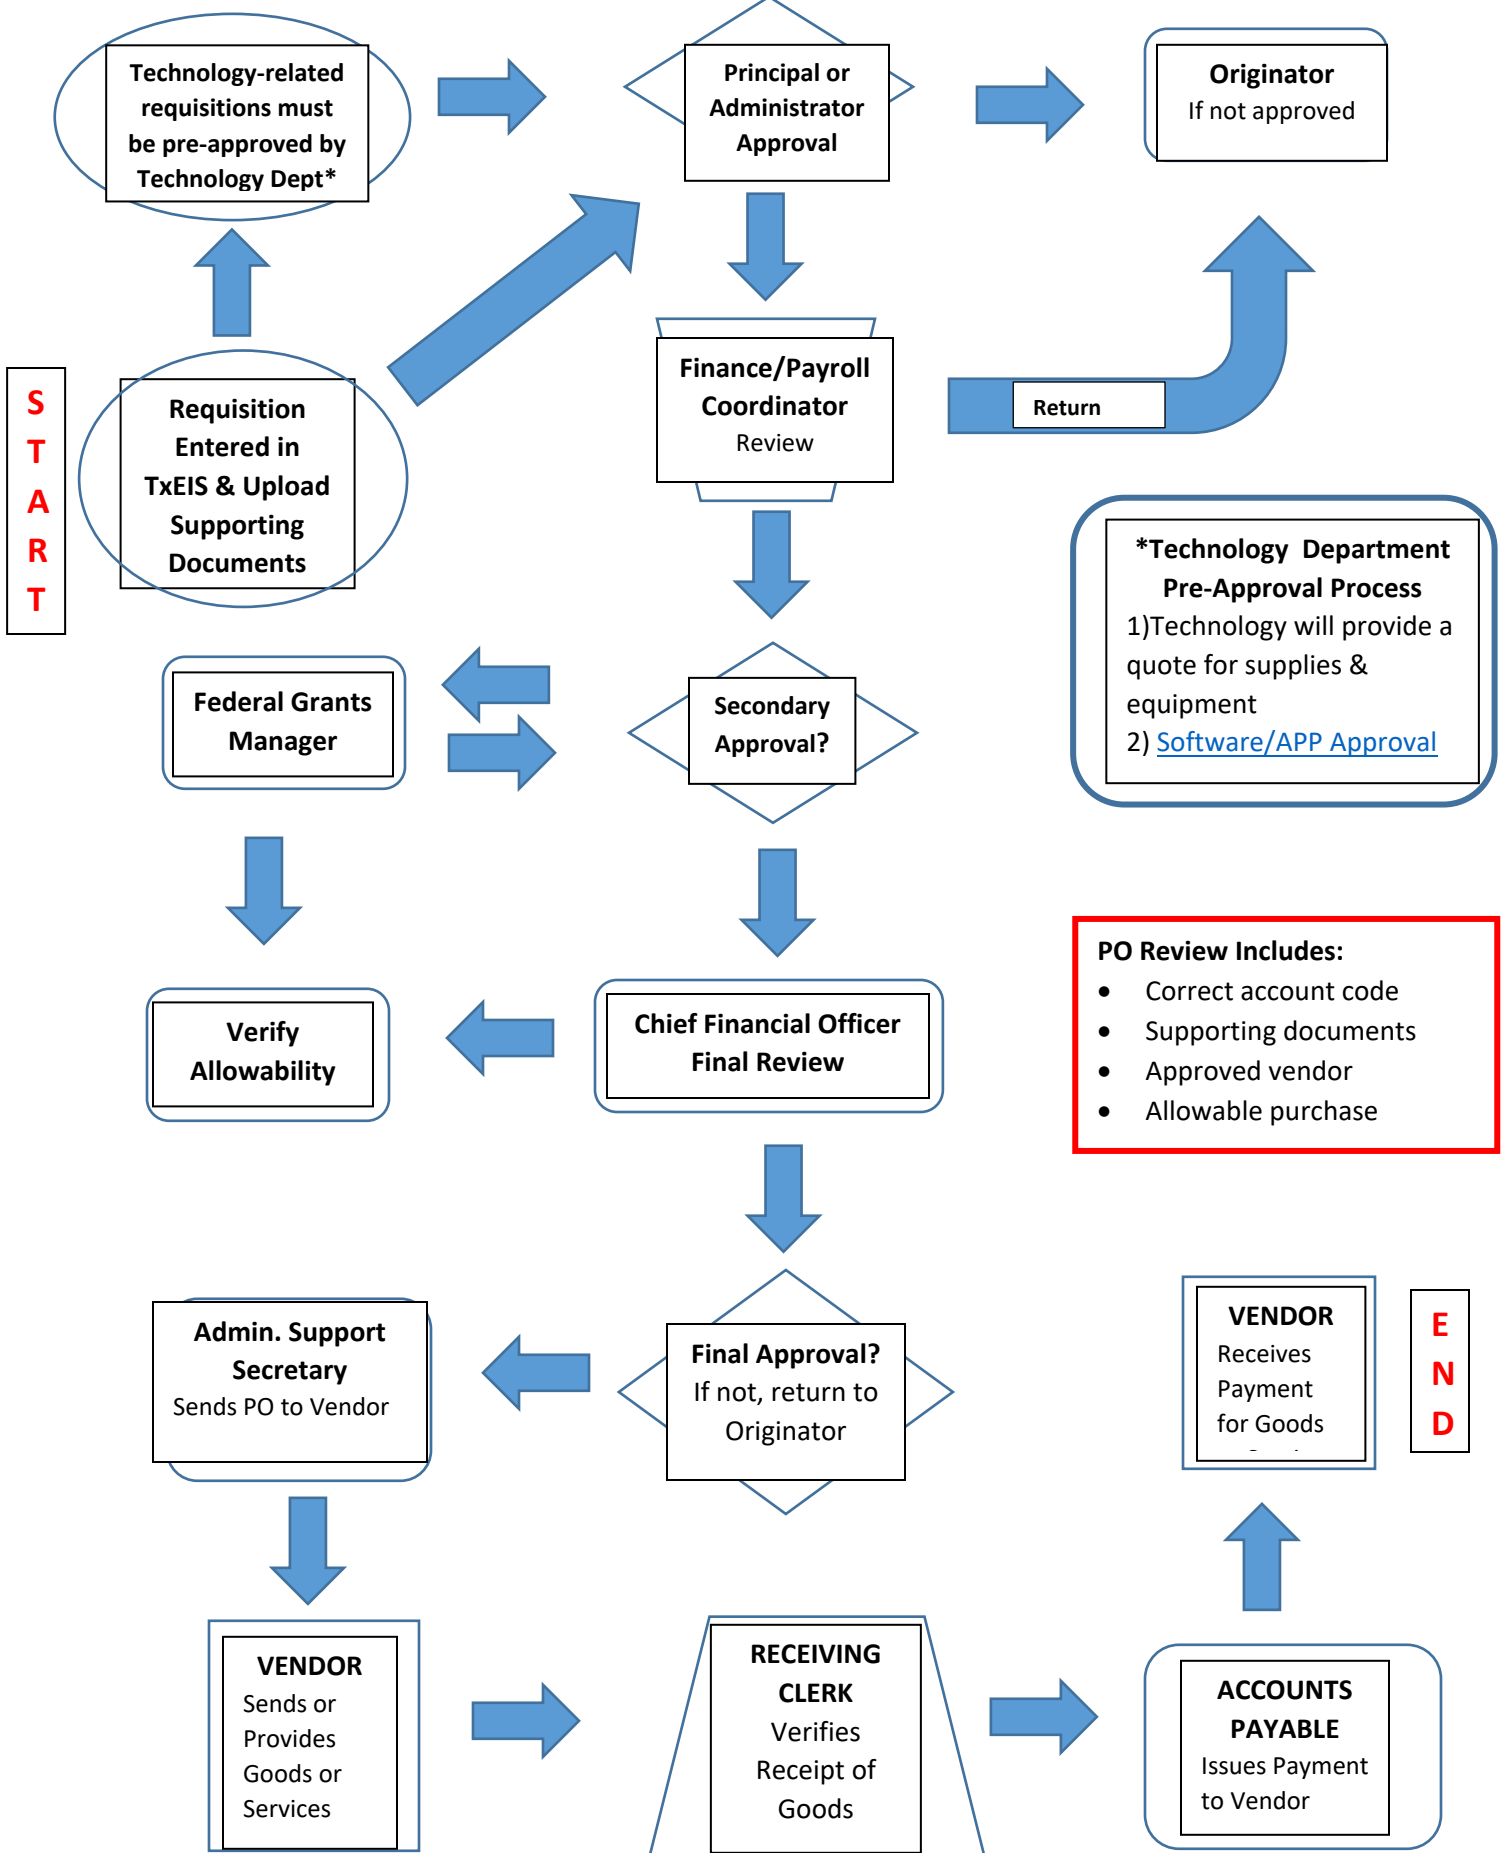 Technology-related
requisitions must
be pre-approved by
Technology Dept*
Principal or
Administrator
Approval
Originator
If not approved
S
T
A
R
T
Requisition
Entered in
TxEIS & Upload
Supporting
Documents
Finance/Payroll
Coordinator
Review
Return
*Technology Department
Pre-Approval Process
1)Technology will provide a
quote for supplies &
equipment
2) Software/APP Approval
Federal Grants
Manager
Secondary
Approval?
PO Review Includes:
• Correct account code
• Supporting documents
• Approved vendor
• Allowable purchase
Verify
Allowability
Chief Financial Officer
Final Review
Admin. Support
Secretary
Sends PO to Vendor
Final Approval?
If not, return to
Originator
VENDOR
Receives
Payment
for Goods
E
N
D
VENDOR
Sends or
Provides
Goods or
Services
RECEIVING
CLERK
Verifies
Receipt of
Goods
ACCOUNTS
PAYABLE
Issues Payment
to Vendor